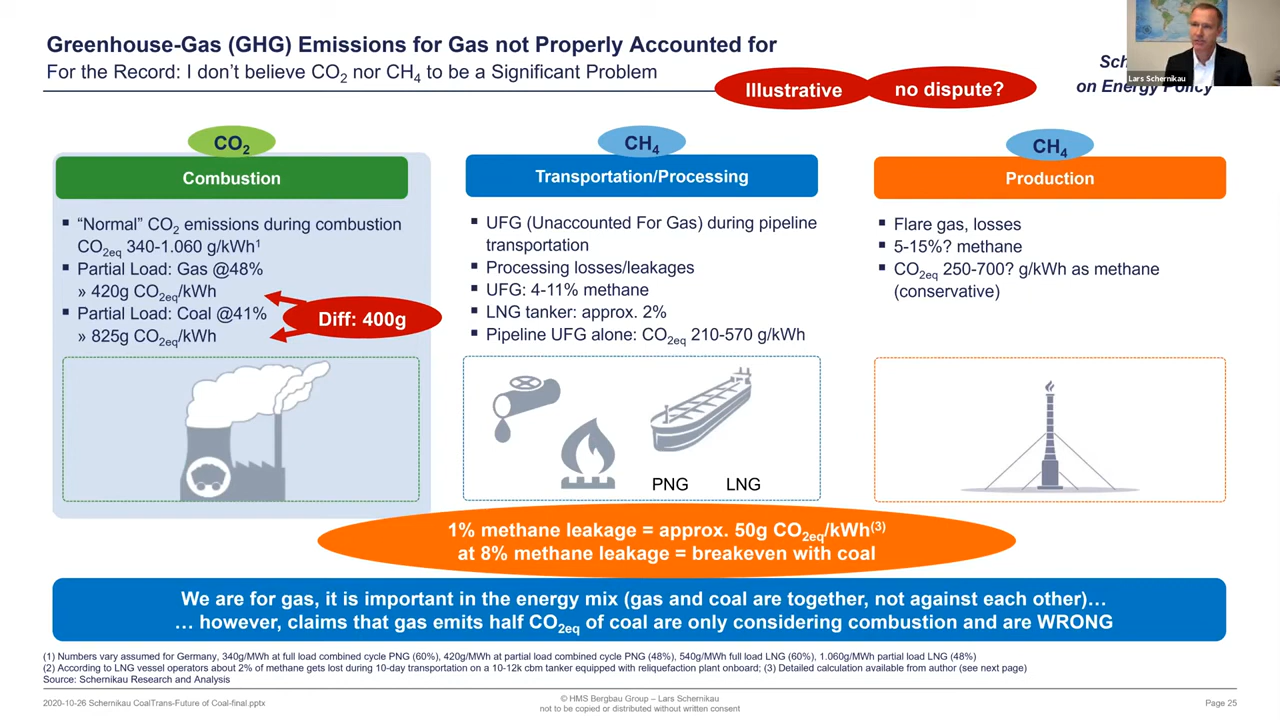 Greenhouse-Gas (GHG) Emissions for Gas not Properly Accounted for
For the Record: I don't believe CO2 nor CH4 to be a Significant Problem
Illustrative
no dispute?
Sch
on Energy Policy
Lars Schernikau
CO2
Combustion
▪ "Normal" CO2 emissions during combustion
CO2eq 340-1.060 g/kWh¹
▪ Partial Load: Gas @48%
» 420g CO2eq/kWh
▪ Partial Load: Coal @41%
» 825g CO2eq/kWh
Diff: 400g
CH4
Transportation/Processing
▪ UFG (Unaccounted For Gas) during pipeline
transportation
▪ Processing losses/leakages
▪ UFG: 4-11% methane
▪ LNG tanker: approx. 2%
▪ Pipeline UFG alone: CO2eq 210-570 g/kWh
PNG LNG
CH4
Production
▪ Flare gas, losses
▪ 5-15%? methane
▪ CO2eq 250-700? g/kWh as methane
(conservative)
1% methane leakage = approx. 50g CO2eq/kWh(3)
at 8% methane leakage = breakeven with coal
We are for gas, it is important in the energy mix (gas and coal are together, not against each other)…
… however, claims that gas emits half CO2eq of coal are only considering combustion and are WRONG
(1) Numbers vary assumed for Germany, 340g/MWh at full load combined cycle PNG (60%), 420g/MWh at partial combined cycle PNG (48%), 540g/MWh full load LNG (60%), 1.060g/MWh partial load LNG (48%)
(2) According to LNG vessel operators about 2% of methane gets lost during 10-day transportation on a 10-12k cbm tanker equipped with reliquefaction plant onboard; (3) Detailed calculation available from author (see next page)
Source: Schernikau Research and Analysis
2020-10-26 Schernikau CoalTrans-Future of Coal-final.pptx
© HMS Bergbau Group – Lars Schernikau
not to be copied or distributed without written consent
Page 25